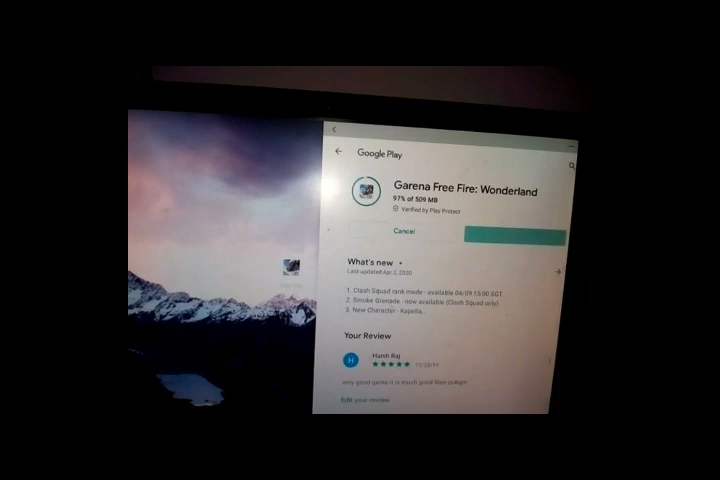 Google Play
Garena Free Fire: Wonderland
97% of 509 MB
Verified by Play Protect
Cancel
What's new
Last updated Apr 2, 2020
1. Clash Squad rank mode - available 04/09 15:00 SGT
2. Smoke Grenade - now available (Clash Squad only)
3. New Character - Kapella...
Your Review
H
Harsh Raj
very good game it is much good then
Edit your review